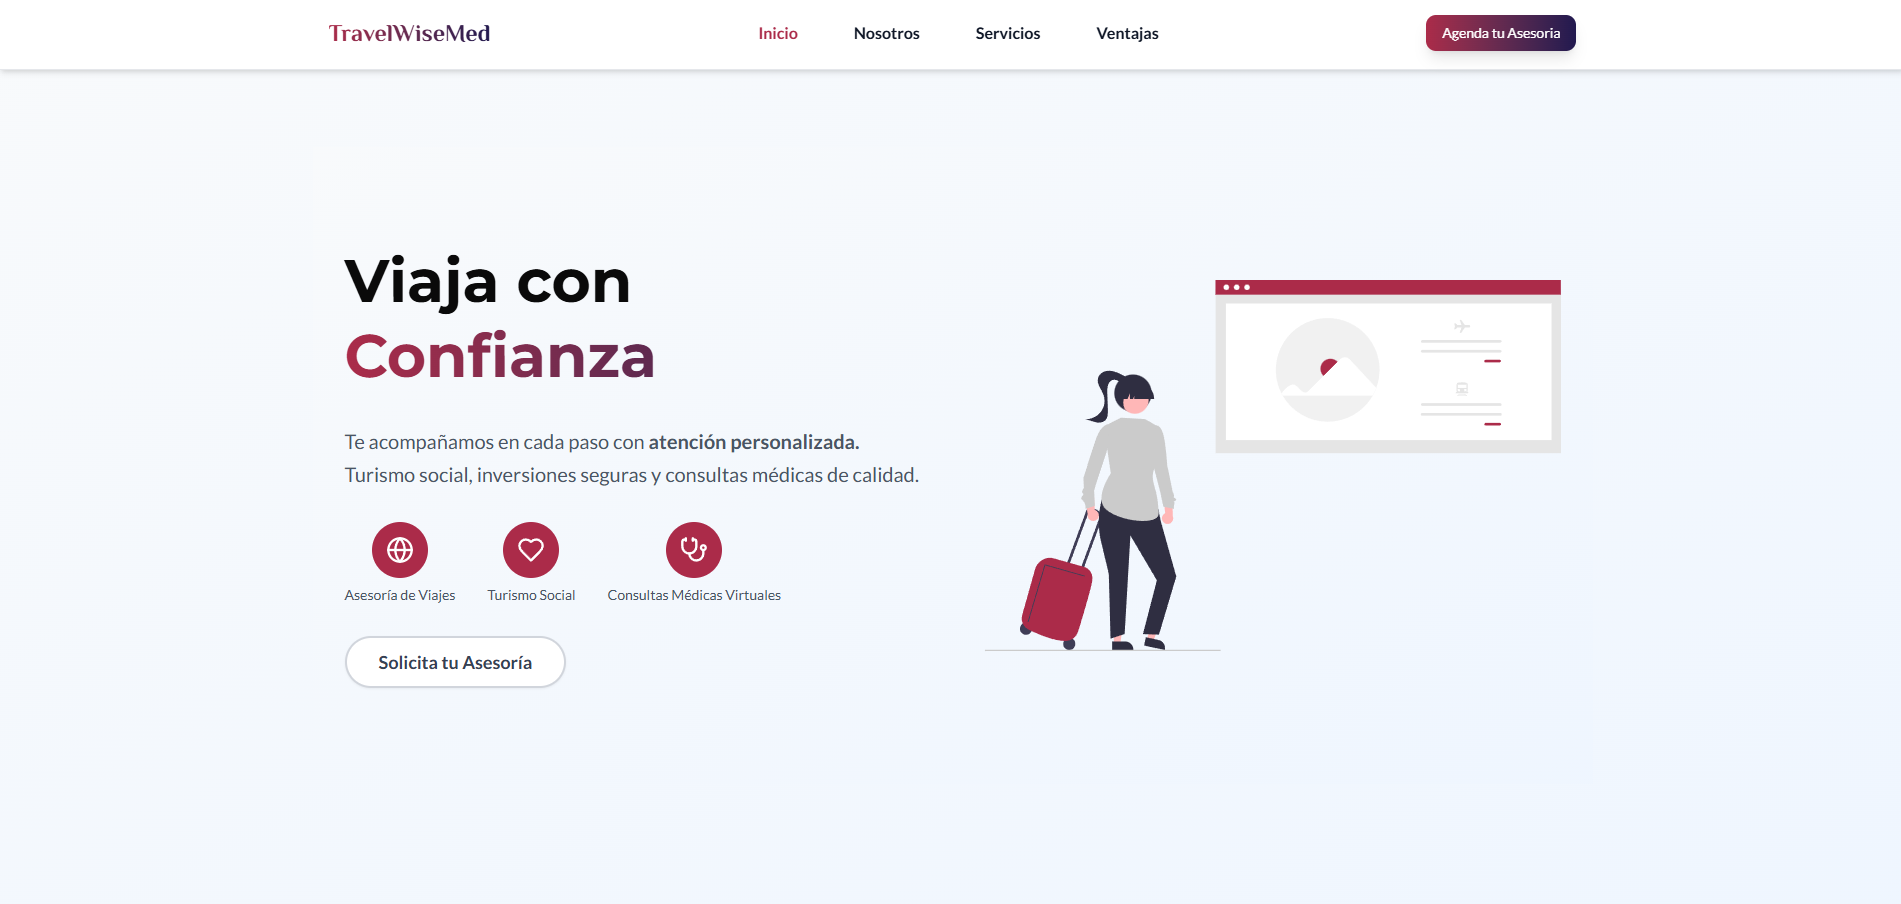 TravelWiseMed
Inicio
Nosotros
Servicios
Ventajas
Agenda tu Asesoria
Viaja con
Confianza
Te acompañamos en cada paso con atención personalizada.
Turismo social, inversiones seguras y consultas médicas de calidad.
Asesoría de Viajes
Turismo Social
Consultas Médicas Virtuales
Solicita tu Asesoría